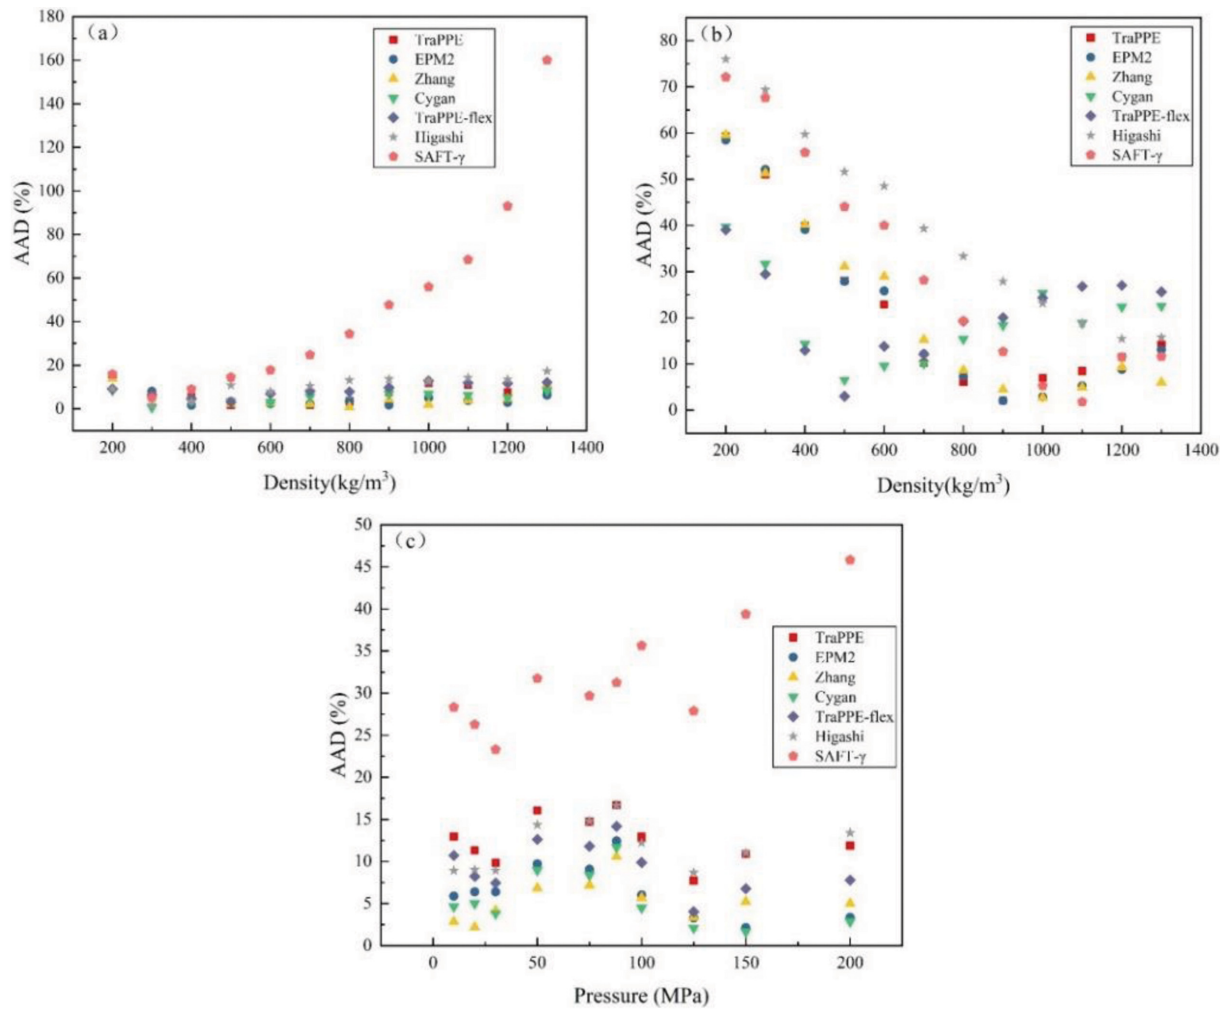 (a)
180
160
140
120
100
80
60
40
20
0
AAD (%)
TraPPE
EPM2
Zhang
Cygan
TraPPE-flex
Higashi
SAFT-γ
200 400 600 800 1000 1200 1400
Density(kg/m³)
(b)
80
70
60
50
40
30
20
10
0
AAD (%)
TraPPE
EPM2
Zhang
Cygan
TraPPE-flex
Higashi
SAFT-γ
200 400 600 800 1000 1200 1400
Density(kg/m³)
(c)
50
45
40
35
30
25
20
15
10
5
0
AAD (%)
TraPPE
EPM2
Zhang
Cygan
TraPPE-flex
Higashi
SAFT-γ
0 50 100 150 200
Pressure (MPa)